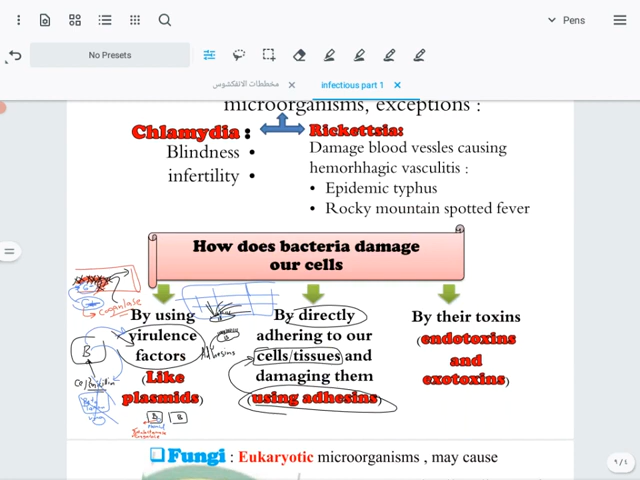 Pens
No Presets
مخططات الانفكشوس
infectious part 1
microorganisms, exceptions :
Chlamydia :
Blindness •
infertility •
Rickettsia:
Damage blood vessles causing
hemorhhagic vasculitis :
• Epidemic typhus
• Rocky mountain spotted fever
How does bacteria damage
our cells
By using
virulence
factors
(Like
plasmids)
By directly
adhering to our
cells/tissues and
damaging them
(using adhesins)
By their toxins
(endotoxins
and
exotoxins)
coagulase
Adhesins
B
B
B
Fungi : Eukaryotic microorganisms , may cause